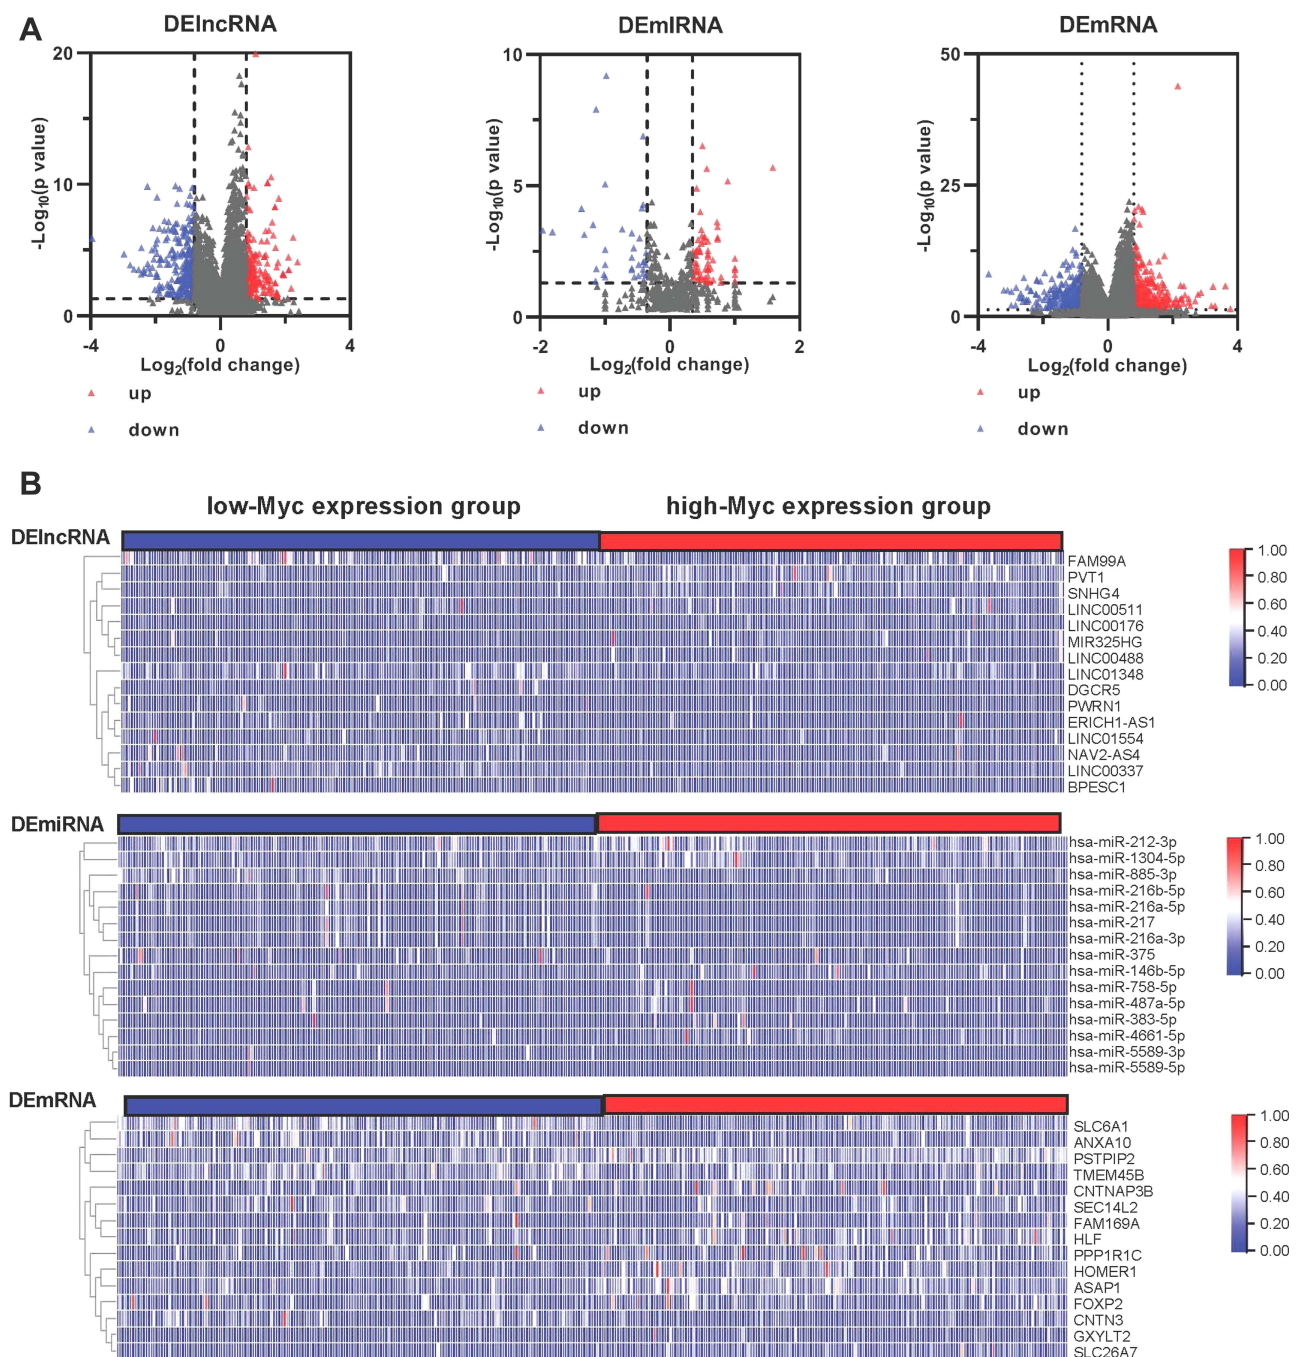 A
DElncRNA
DEmIRNA
DEmRNA
20
10
0
-Log10(p value)
-4
0
4
Log2(fold change)
up
down
10
5
0
-Log10(p value)
-2
0
2
Log2(fold change)
up
down
50
25
0
-Log10(p value)
-4
0
4
Log2(fold change)
up
down
B
low-Myc expression group
high-Myc expression group
DElncRNA
FAM99A
PVT1
SNHG4
LINC00511
LINC00176
MIR325HG
LINC00488
LINC01348
DGCR5
PWRN1
ERICH1-AS1
LINC01554
NAV2-AS4
LINC00337
BPESC1
1.00
0.80
0.60
0.40
0.20
0.00
DEmiRNA
hsa-miR-212-3p
hsa-miR-1304-5p
hsa-miR-885-3p
hsa-miR-216b-5p
hsa-miR-216a-5p
hsa-miR-217
hsa-miR-216a-3p
hsa-miR-375
hsa-miR-146b-5p
hsa-miR-758-5p
hsa-miR-487a-5p
hsa-miR-383-5p
hsa-miR-4661-5p
hsa-miR-5589-3p
hsa-miR-5589-5p
1.00
0.80
0.60
0.40
0.20
0.00
DEmRNA
SLC6A1
ANXA10
PSTPIP2
TMEM45B
CNTNAP3B
SEC14L2
FAM169A
HLF
PPP1R1C
HOMER1
ASAP1
FOXP2
CNTN3
GXYLT2
SLC26A7
1.00
0.80
0.60
0.40
0.20
0.00